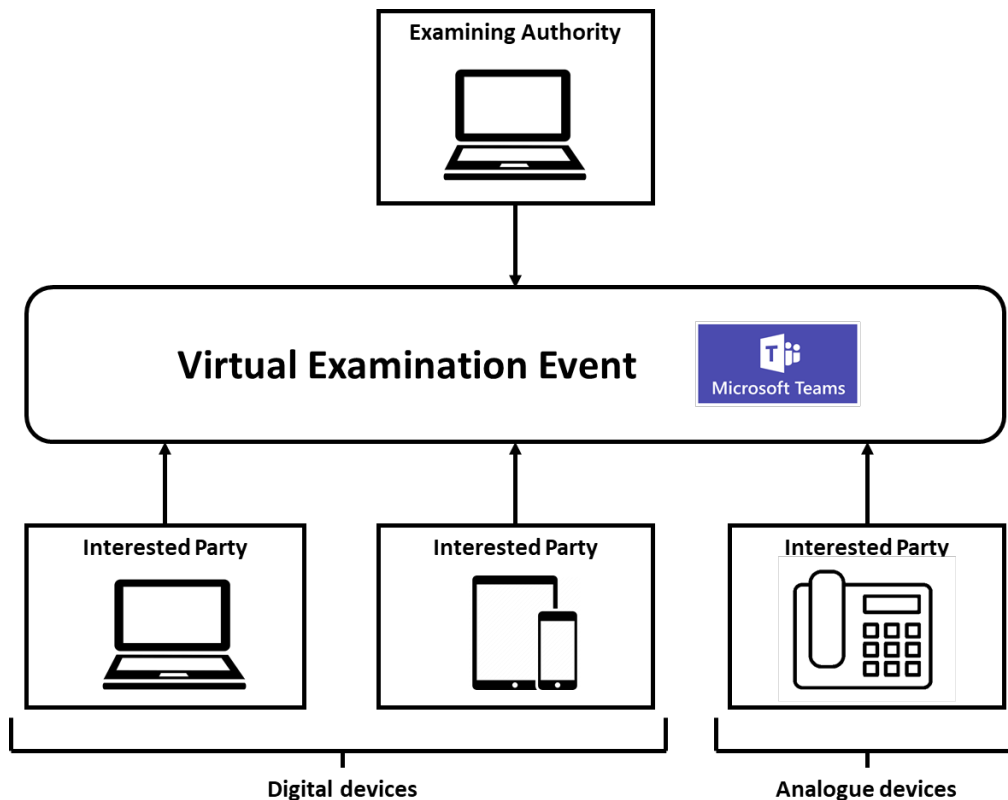 Examining Authority
Virtual Examination Event
T
Microsoft Teams
Interested Party
Interested Party
Interested Party
Digital devices
Analogue devices